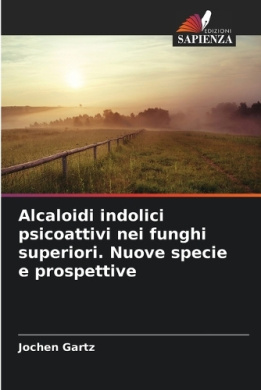 EDIZIONI
SAPIENZA
Alcaloidi indolici
psicoattivi nei funghi
superiori. Nuove specie
e prospettive
Jochen Gartz